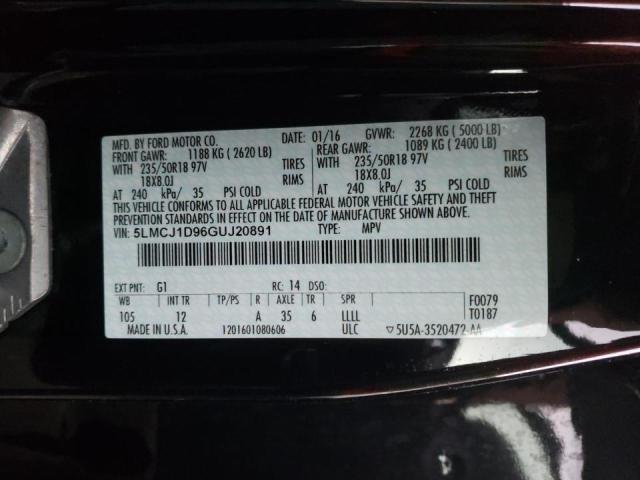 MFD. BY FORD MOTOR CO. DATE: 01/16 GVWR: 2268 KG ( 5000 LB)
FRONT GAWR: 1188 KG ( 2620 LB) REAR GAWR: 1089 KG ( 2400 LB)
WITH 235/50R18 97V TIRES WITH 235/50R18 97V TIRES
18X8.0J RIMS 18X8.0J RIMS
AT 240 kPa/ 35 PSI COLD AT 240 kPa/ 35 PSI COLD
THIS VEHICLE CONFORMS TO ALL APPLICABLE FEDERAL MOTOR VEHICLE SAFETY AND THEFT
PREVENTION STANDARDS IN EFFECT ON THE DATE OF MANUFACTURE SHOWN ABOVE.
VIN: 5LMCJ1D96GUJ20891 TYPE: MPV
EXT PNT: G1 RC: 14 DSO: F0079
WB INT TR TP/PS R AXLE TR SPR T0187
105 12 A 35 6 LLLL
MADE IN U.S.A. 1201601080606 ULC ▽5U5A-3520472-AA